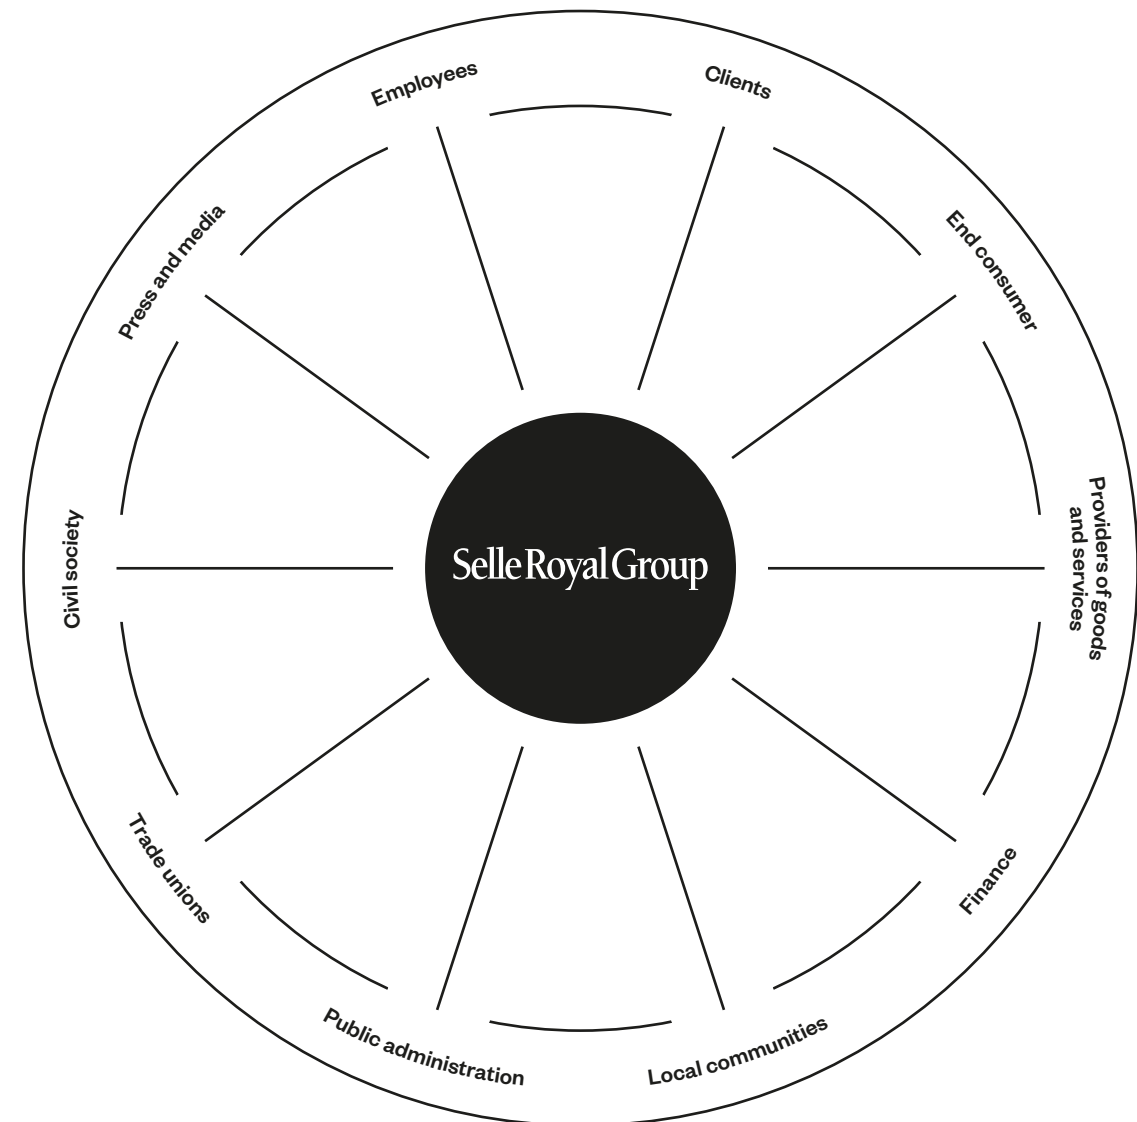 Employees
Clients
End consumer
Providers of goods
and services
Finance
Local communities
Public administration
Trade unions
Civil society
Press and media
Selle Royal Group